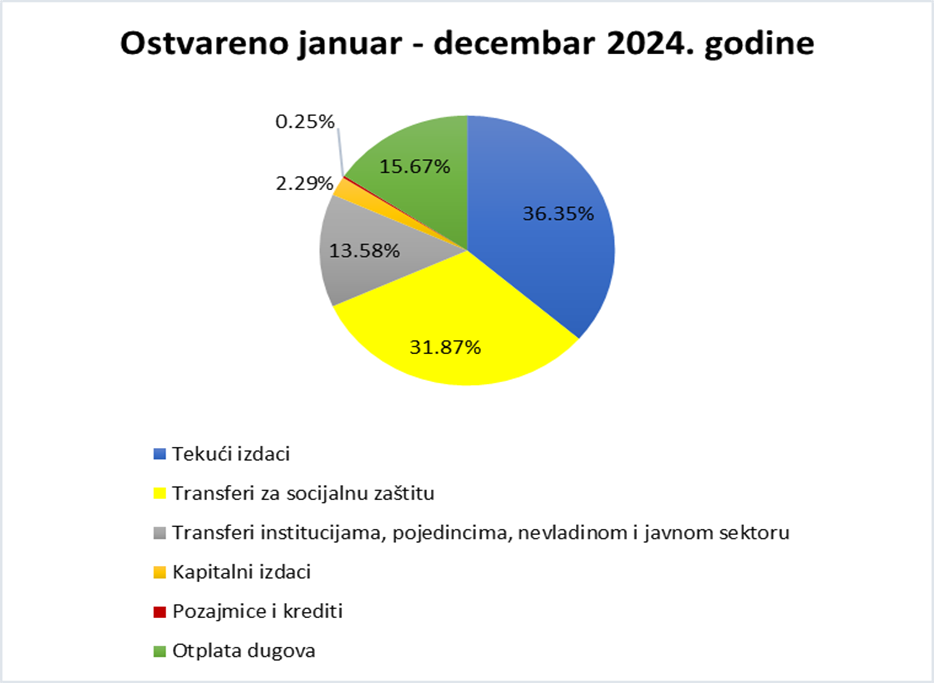 Ostvareno januar - decembar 2024. godine
0.25%
15.67%
2.29%
36.35%
13.58%
31.87%
Tekući izdaci
Transferi za socijalnu zaštitu
Transferi institucijama, pojedincima, nevladinom i javnom sektoru
Kapitalni izdaci
Pozajmice i krediti
Otplata dugova